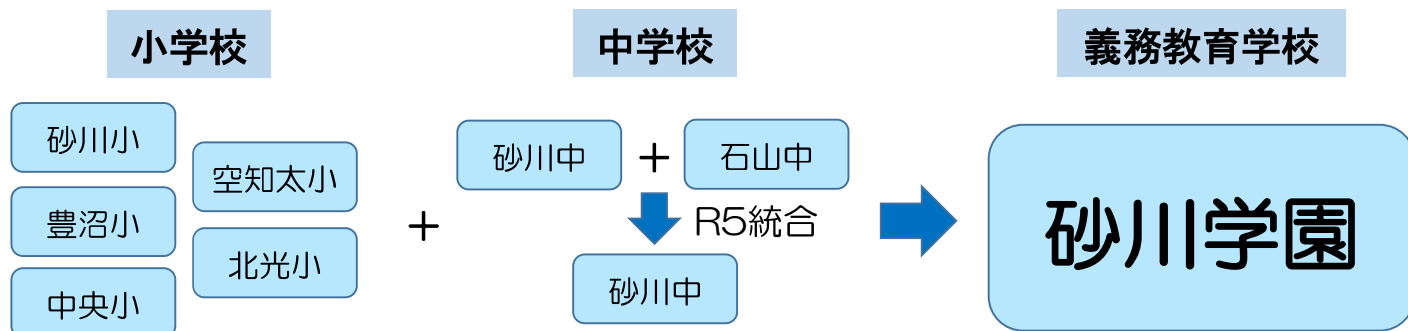 小学校
砂川小
豊沼小
中央小
空知太小
北光小
+
中学校
砂川中
+
石山中
R5統合
砂川中
義務教育学校
砂川学園